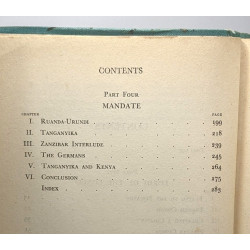 CONTENTS
PART FOUR
MANDATE
CHAPTER PAGE
I. RUANDA-URUNDI 199
II. TANGANYIKA 218
III. ZANZIBAR INTERLUDE 239
IV. THE GERMANS 245
V. TANGANYIKA AND KENYA 264
VI. CONCLUSION 275
INDEX 283